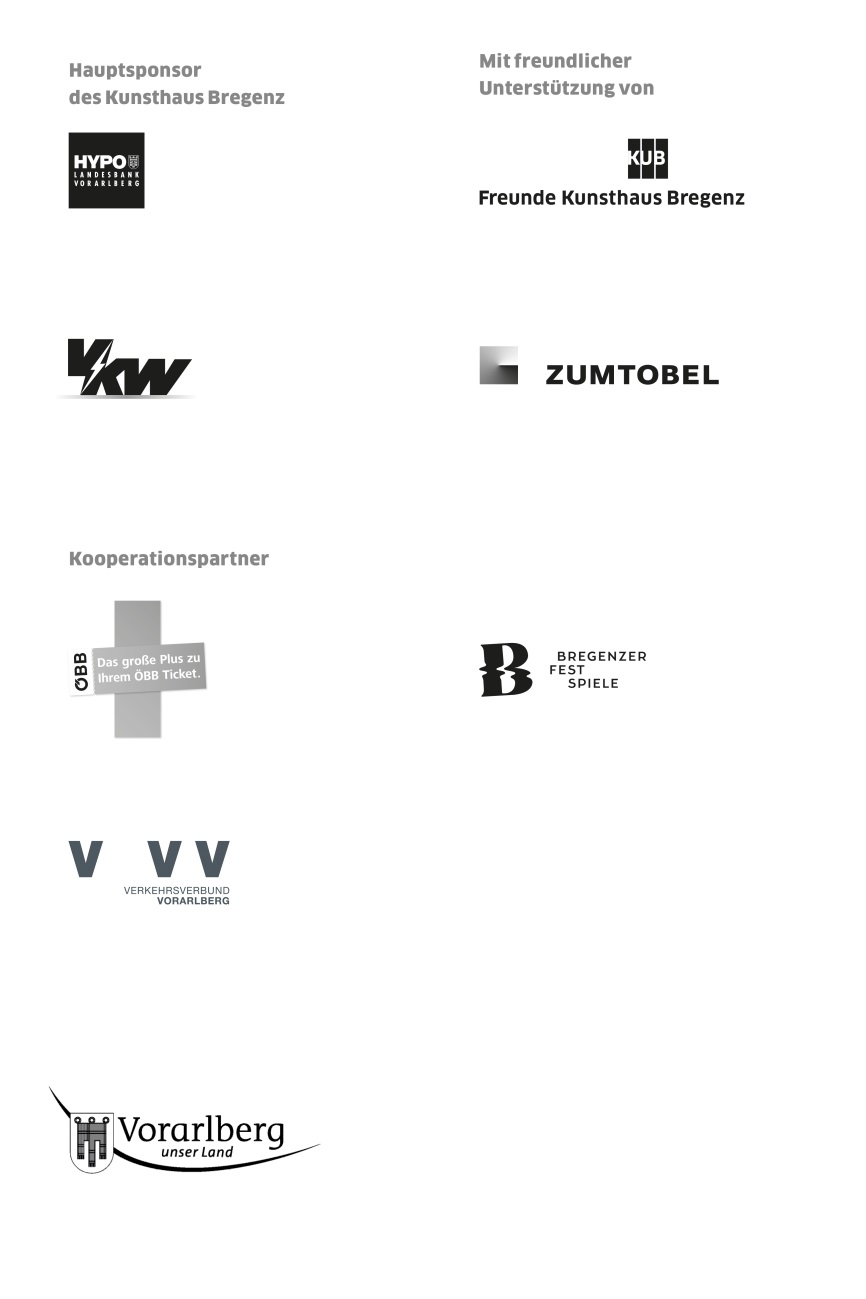 Hauptsponsor
des Kunsthaus Bregenz
HYPO
LANDESBANK
VORARLBERG
Mit freundlicher
Unterstützung von
KUB
Freunde Kunsthaus Bregenz
VKW
ZUMTOBEL
Kooperationspartner
ÖBB
Das große Plus zu
Ihrem ÖBB Ticket.
B
BREGENZER
FEST
SPIELE
V VV
VERKEHRSVERBUND
VORARLBERG
Vorarlberg
unser Land